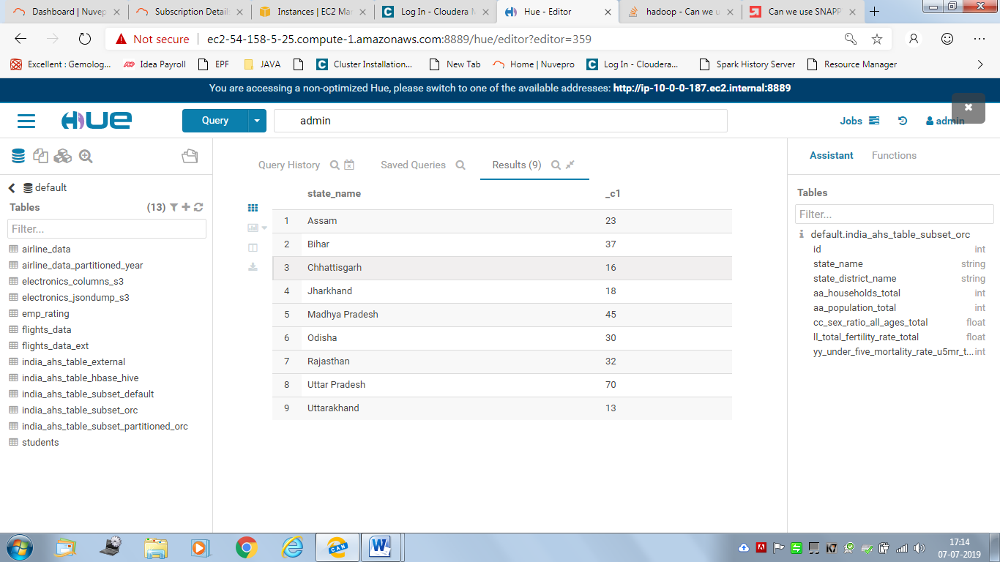 Dashboard | Nuvep
Subscription Detail
Instances | EC2 Mar
Log In - Cloudera M
Hue - Editor
hadoop - Can we u
Can we use SNAPP
Not secure | ec2-54-158-5-25.compute-1.amazonaws.com:8889/hue/editor?editor=359
Excellent : Gemolog... Idea Payroll EPF JAVA Cluster Installation... New Tab Home | Nuvepro Log In - Cloudera... Spark History Server Resource Manager
You are accessing a non-optimized Hue, please switch to one of the available addresses: http://ip-10-0-0-187.ec2.internal:8889
HUE Query admin Jobs admin
default
Tables (13)
Filter...
airline_data
airline_data_partitioned_year
electronics_columns_s3
electronics_jsondump_s3
emp_rating
flights_data
flights_data_ext
india_ahs_table_external
india_ahs_table_hbase_hive
india_ahs_table_subset_default
india_ahs_table_subset_orc
india_ahs_table_subset_partitioned_orc
students
Query History Saved Queries Results (9)
state_name _c1
1 Assam 23
2 Bihar 37
3 Chhattisgarh 16
4 Jharkhand 18
5 Madhya Pradesh 45
6 Odisha 30
7 Rajasthan 32
8 Uttar Pradesh 70
9 Uttarakhand 13
Assistant Functions
Tables
Filter...
default.india_ahs_table_subset_orc
id int
state_name string
state_district_name string
aa_households_total int
aa_population_total int
cc_sex_ratio_all_ages_total float
ll_total_fertility_rate_total float
yy_under_five_mortality_rate_u5mr_t... int
CAN
17:14
07-07-2019